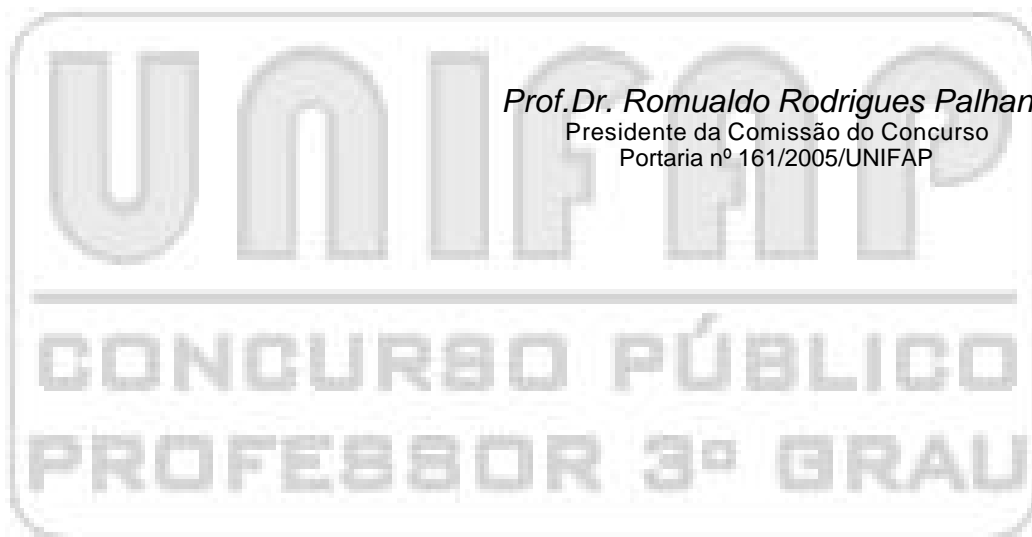 UNIFAP
Prof.Dr. Romualdo Rodrigues Palhan
Presidente da Comissão do Concurso
Portaria nº 161/2005/UNIFAP
CONCURSO PÚBLICO
PROFESSOR 3º GRAU